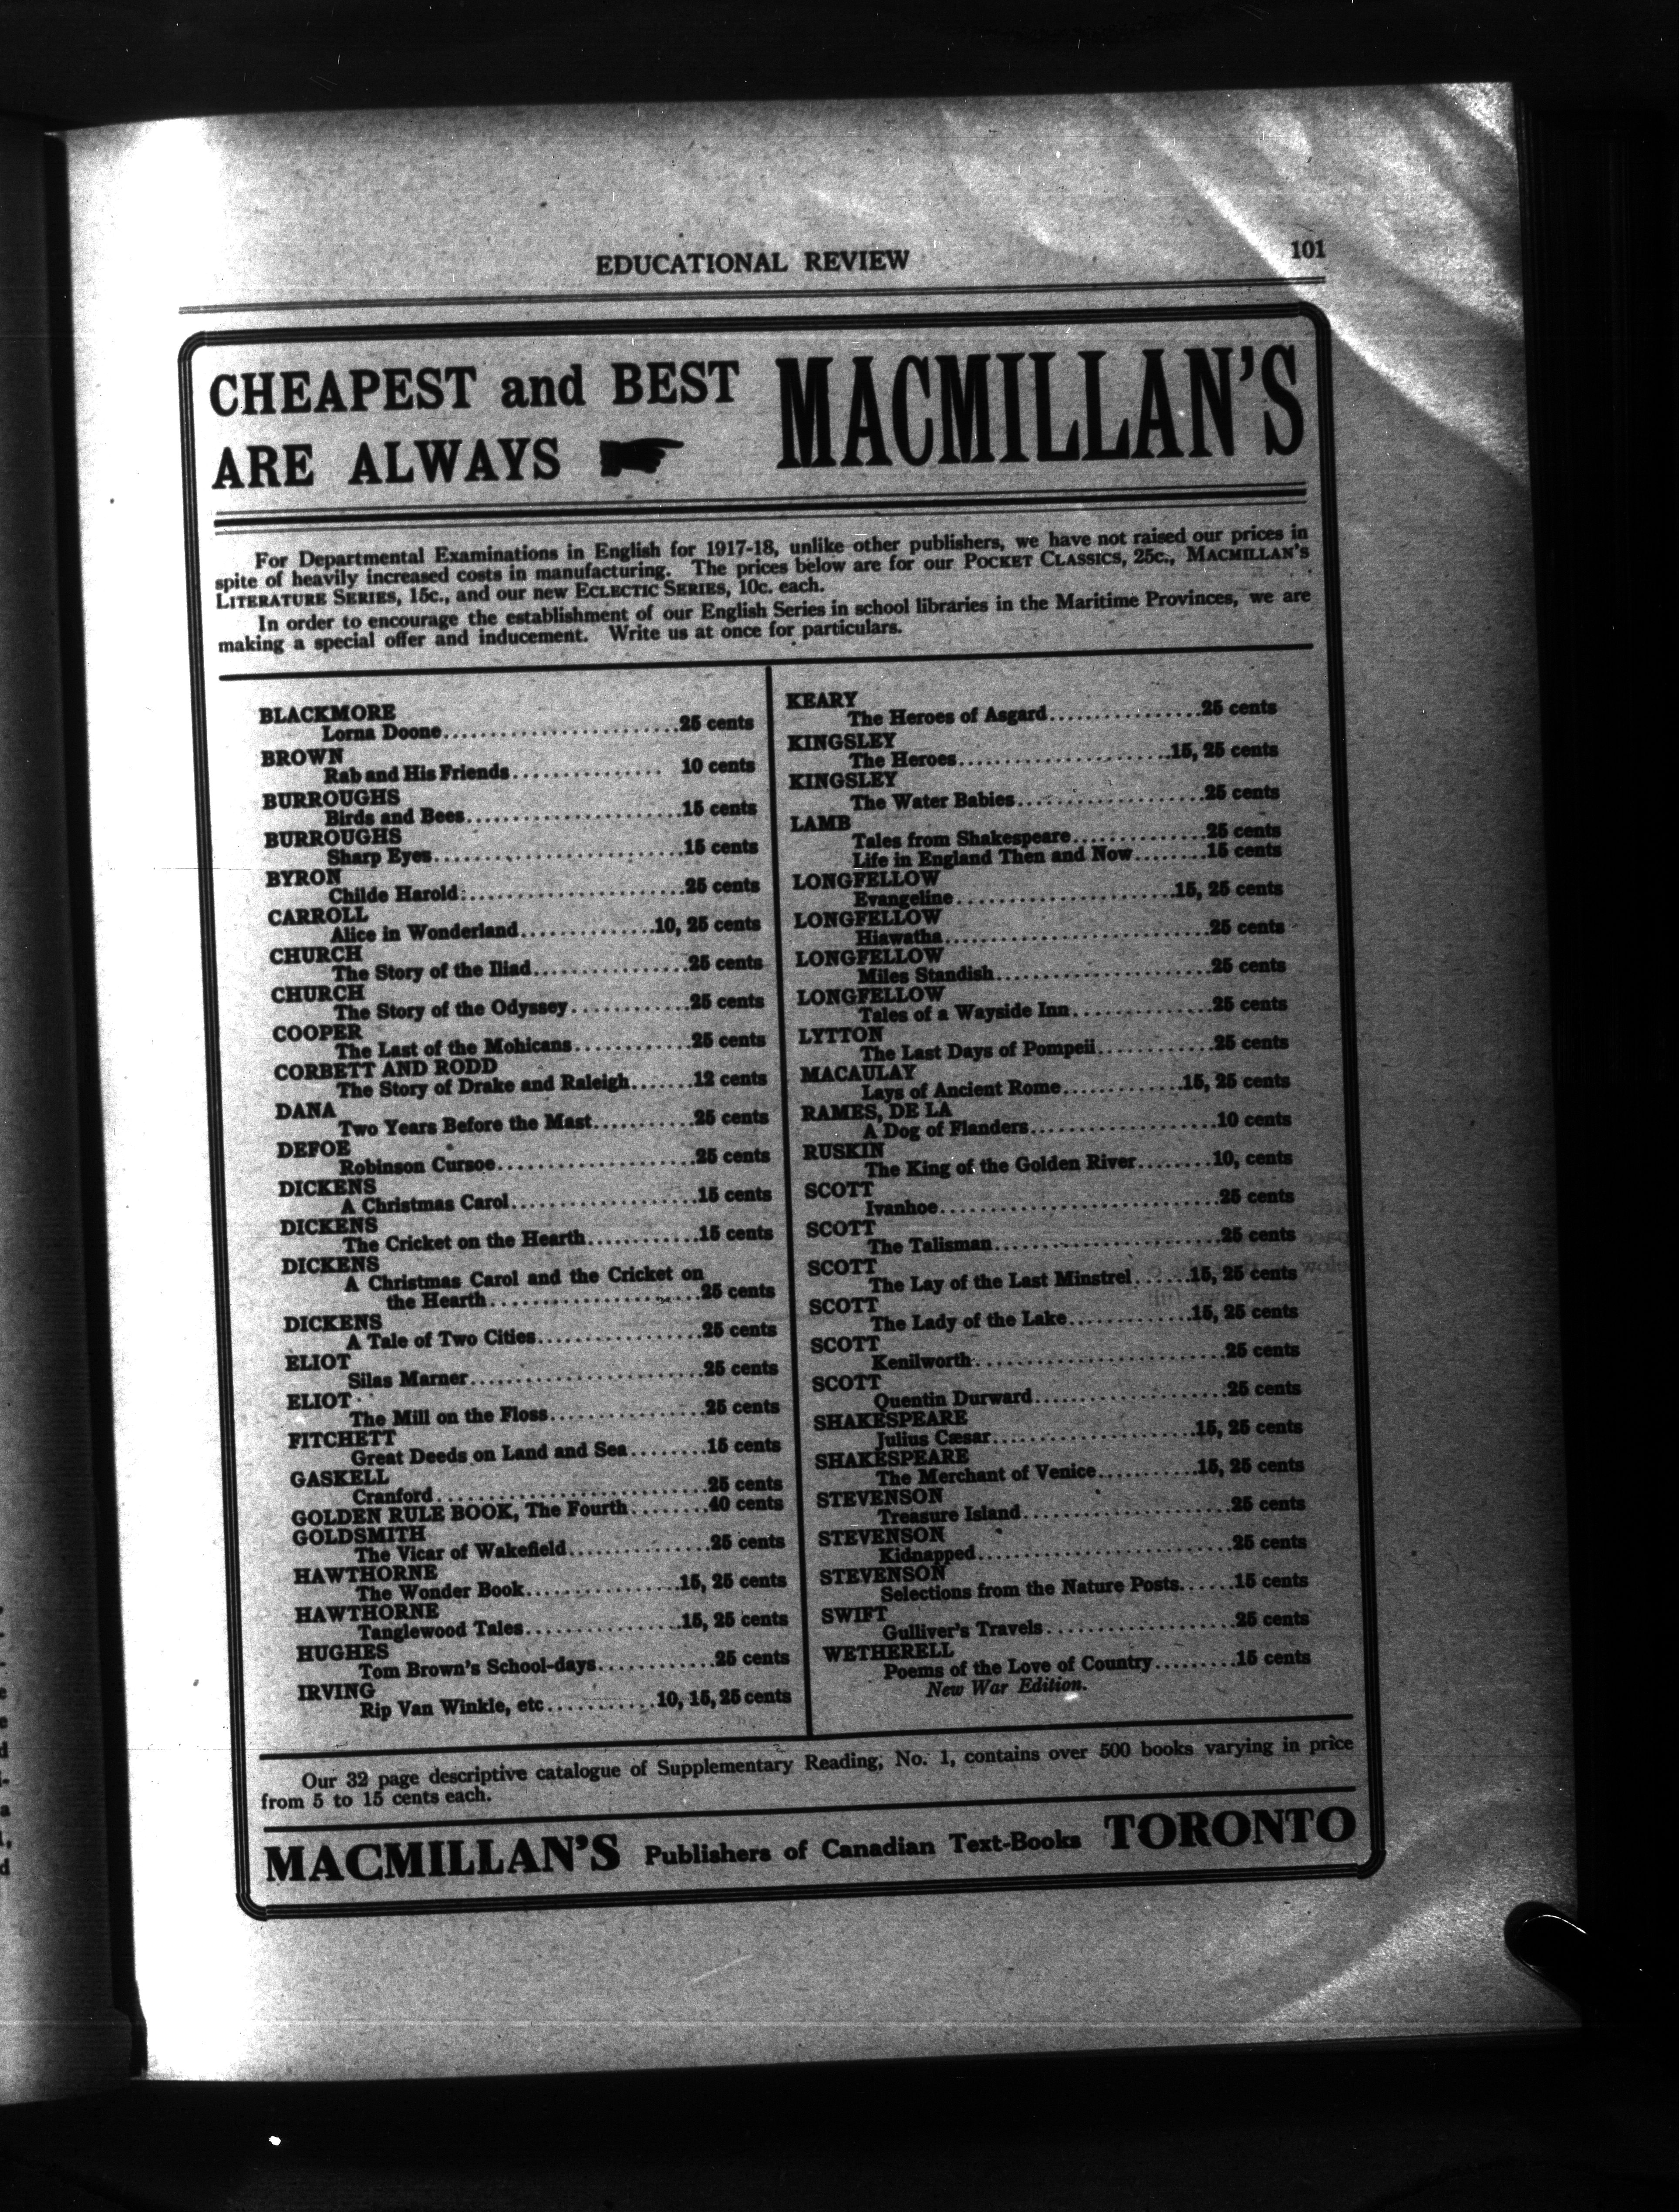 EDUCATIONAL REVIEW 101
CHEAPEST and BEST
ARE ALWAYS
MACMILLAN'S
For Departmental Examinations in English for 1917-18, unlike other publishers, we have not raised our prices in
spite of heavily increased costs in manufacturing. The prices below are for our POCKET CLASSICS, 25c., MACMILLAN'S
LITERATURE SERIES, 15c., and our new ECLECTIC SERIES, 10c. each.
In order to encourage the establishment of our English Series in school libraries in the Maritime Provinces, we are
making a special offer and inducement. Write us at once for particulars.
BLACKMORE
Lorna Doone........................25 cents
BROWN
Rab and His Friends............... 10 cents
BURROUGHS
Birds and Bees......................15 cents
BURROUGHS
Sharp Eyes.........................15 cents
BYRON
Childe Harold:......................25 cents
CARROLL
Alice in Wonderland..............10, 25 cents
CHURCH
The Story of the Iliad................25 cents
CHURCH
The Story of the Odyssey............25 cents
COOPER
The Last of the Mohicans............25 cents
CORBETT AND RODD
The Story of Drake and Raleigh.......12 cents
DANA
Two Years Before the Mast...........25 cents
DEFOE
Robinson Cursoe....................25 cents
DICKENS
A Christmas Carol...................15 cents
DICKENS
The Cricket on the Hearth............15 cents
DICKENS
A Christmas Carol and the Cricket on
the Hearth.....................25 cents
DICKENS
A Tale of Two Cities.................25 cents
ELIOT
Silas Marner........................25 cents
ELIOT
The Mill on the Floss................25 cents
FITCHETT
Great Deeds on Land and Sea........15 cents
GASKELL
Cranford............................25 cents
GOLDEN RULE BOOK, The Fourth........40 cents
GOLDSMITH
The Vicar of Wakefield...............25 cents
HAWTHORNE
The Wonder Book................15, 25 cents
HAWTHORNE
Tanglewood Tales................15, 25 cents
HUGHES
Tom Brown's School-days............25 cents
IRVING
Rip Van Winkle, etc...........10, 15, 25 cents
KEARY
The Heroes of Asgard................25 cents
KINGSLEY
The Heroes......................15, 25 cents
KINGSLEY
The Water Babies...................25 cents
LAMB
Tales from Shakespeare..............25 cents
Life in England Then and Now........15 cents
LONGFELLOW
Evangeline......................15, 25 cents
LONGFELLOW
Hiawatha...........................25 cents
LONGFELLOW
Miles Standish......................25 cents
LONGFELLOW
Tales of a Wayside Inn..............25 cents
LYTTON
The Last Days of Pompeii............25 cents
MACAULAY
Lays of Ancient Rome............15, 25 cents
RAMES, DE LA
A Dog of Flanders...................10 cents
RUSKIN
The King of the Golden River........10, cents
SCOTT
Ivanhoe............................25 cents
SCOTT
The Talisman.......................25 cents
SCOTT
The Lay of the Last Minstrel......15, 25 cents
SCOTT
The Lady of the Lake............15, 25 cents
SCOTT
Kenilworth.........................25 cents
SCOTT
Quentin Durward...................25 cents
SHAKESPEARE
Julius Cæsar.....................15, 25 cents
SHAKESPEARE
The Merchant of Venice..........15, 25 cents
STEVENSON
Treasure Island.....................25 cents
STEVENSON
Kidnapped..........................25 cents
STEVENSON
Selections from the Nature Posts......15 cents
SWIFT
Gulliver's Travels...................25 cents
WETHERELL
Poems of the Love of Country.........15 cents
New War Edition.
Our 32 page descriptive catalogue of Supplementary Reading, No. 1, contains over 500 books varying in price
from 5 to 15 cents each.
MACMILLAN'S Publishers of Canadian Text-Books TORONTO